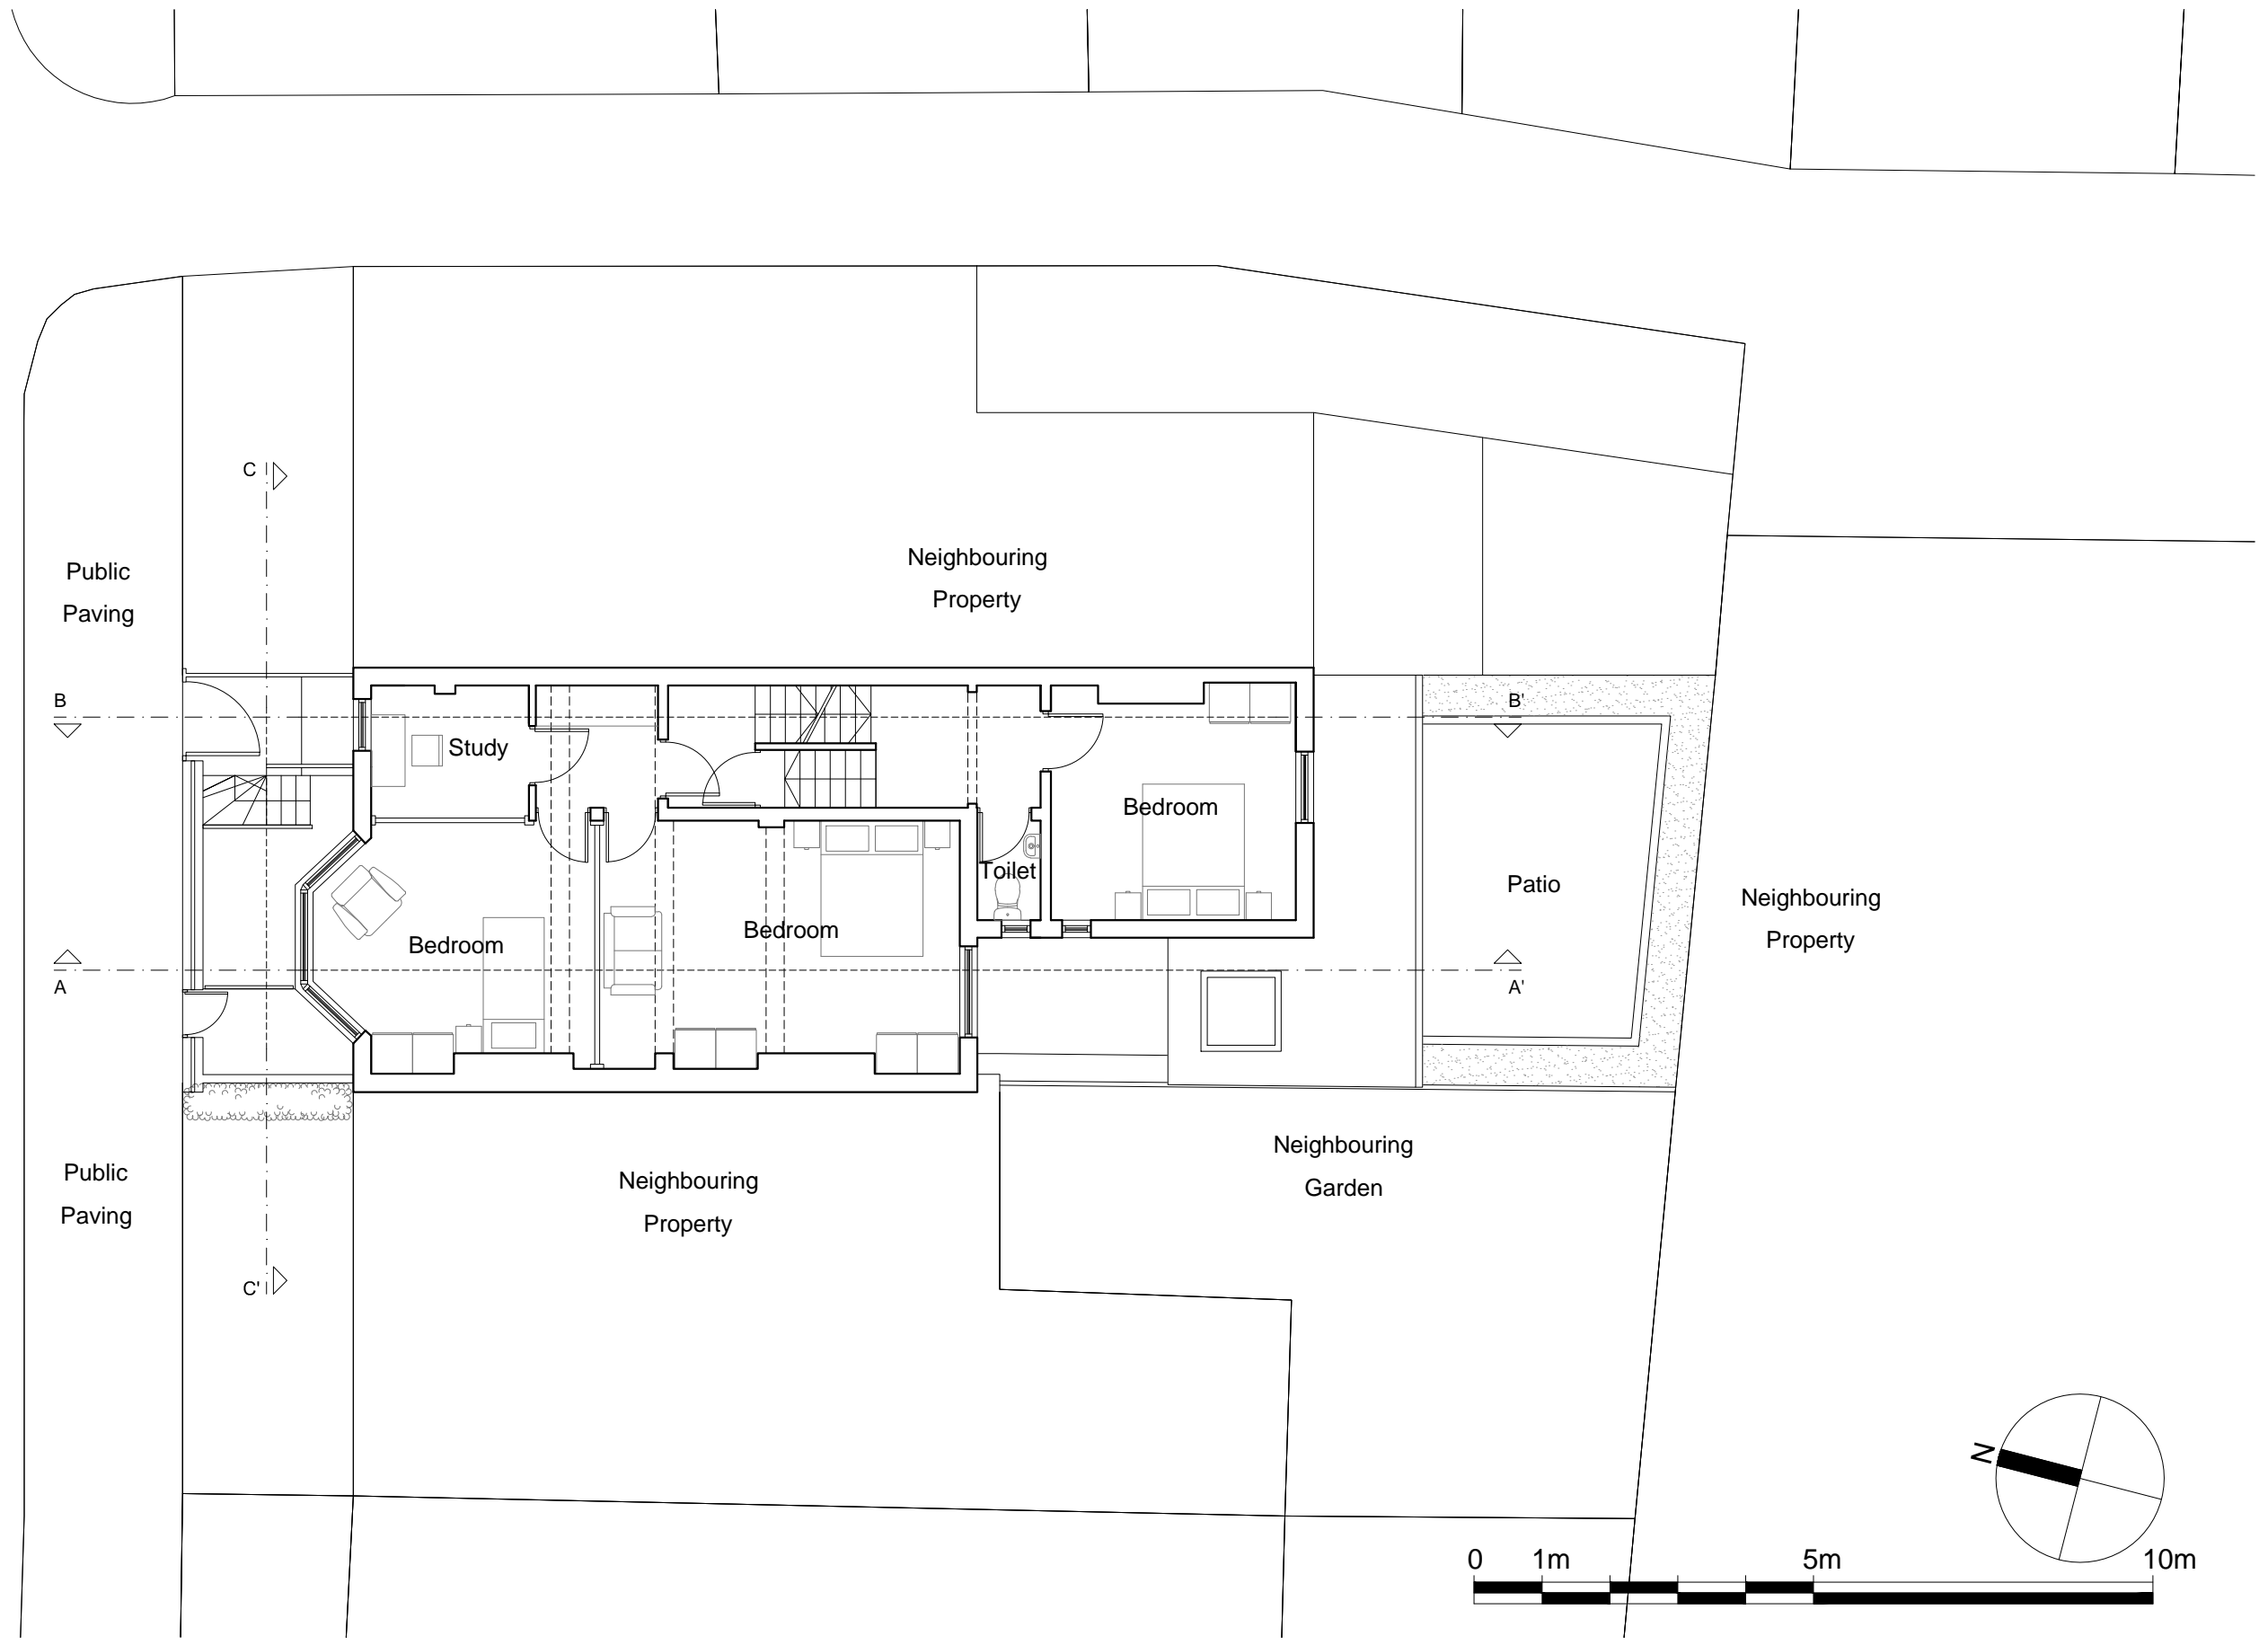 C
Neighbouring
Property
Public
Paving
B
B'
Study
Bedroom
Toilet
Patio
Neighbouring
Property
Bedroom
Bedroom
A
A'
Neighbouring
Garden
Public
Paving
Neighbouring
Property
C'
N
0 1m 5m 10m